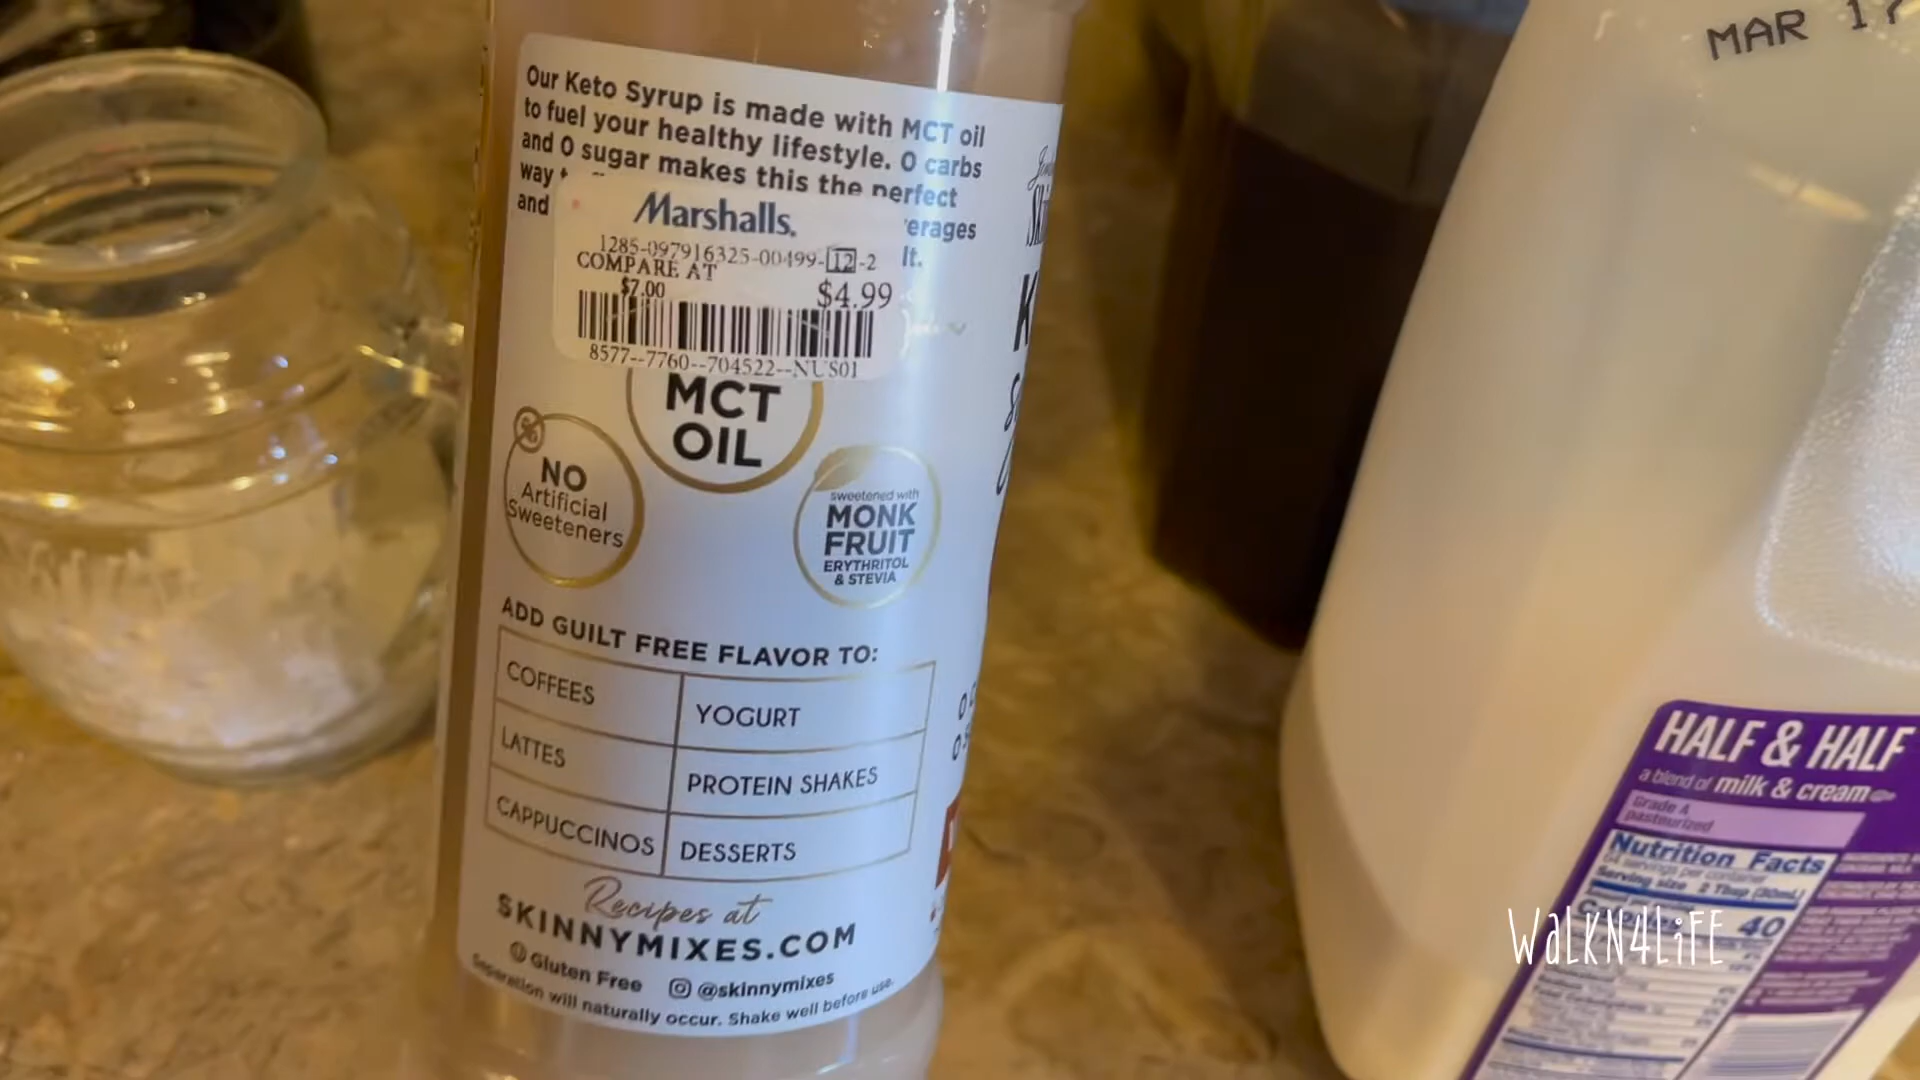 MAR 17
Our Keto Syrup is made with MCT oil
to fuel your healthy lifestyle. 0 carbs
and 0 sugar makes this the perfect
way
and
erages
lt.
Marshalls.
1285-097916325-00499-12-2
COMPARE AT
$7.00
$4.99
8577--7760--704522--NUS01
MCT
OIL
NO
Artificial
Sweeteners
sweetened with
MONK
FRUIT
ERYTHRITOL
& STEVIA
ADD GUILT FREE FLAVOR TO:
COFFEES
YOGURT
LATTES
PROTEIN SHAKES
CAPPUCCINOS
DESSERTS
Recipes at
SKINNYMIXES.COM
Gluten Free @skinnymixes
Separation will naturally occur. Shake well before use.
HALF & HALF
a blend of milk & cream
Grade A
pasteurized
Nutrition Facts
64 servings per container
Serving size 2 Tbsp (30mL)
40
WalKN4LiFE